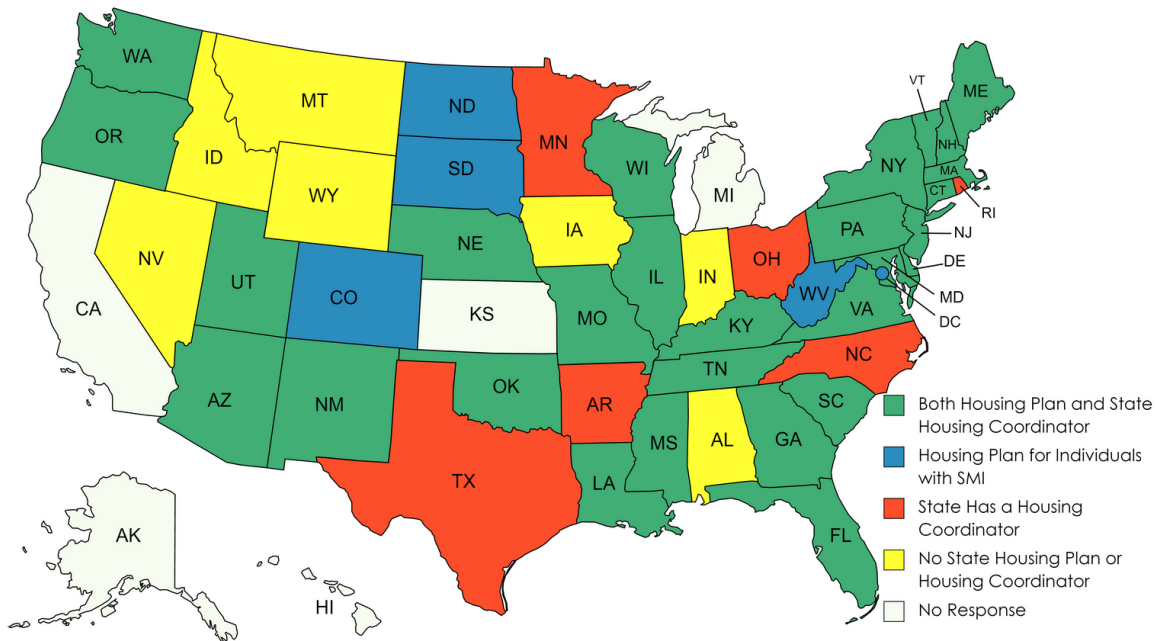 WA
MT
ND
MN
VT
ME
OR
ID
SD
WI
NY
NH
MA
CT
RI
WY
MI
IA
NE
PA
NJ
NV
IL
IN
OH
DE
UT
CO
WV
MD
CA
KS
MO
KY
VA
DC
AZ
NM
OK
TN
NC
AR
SC
MS
AL
GA
TX
LA
FL
AK
HI
Both Housing Plan and State
Housing Coordinator
Housing Plan for Individuals
with SMI
State Has a Housing
Coordinator
No State Housing Plan or
Housing Coordinator
No Response